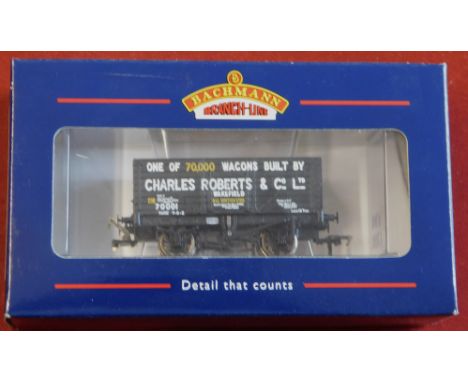 BACHMANN
BRANCH-LINE
ONE OF 70,000 WAGONS BUILT BY
CHARLES ROBERTS & Co LTD
WAKEFIELD
70001
Detail that counts